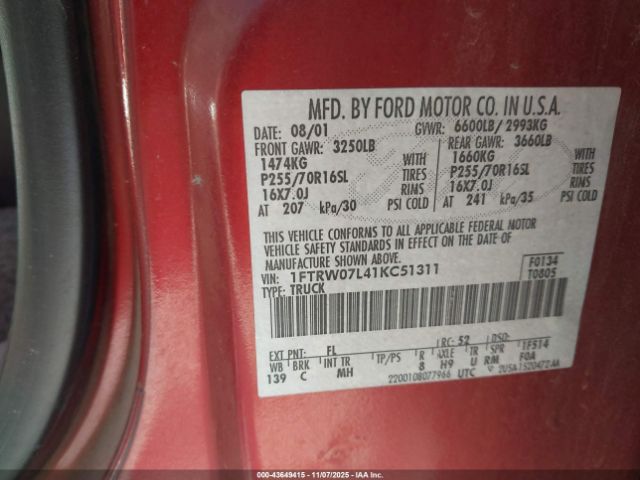 MFD. BY FORD MOTOR CO. IN U.S.A.
DATE: 08/01 GVWR: 6600LB/2993KG
FRONT GAWR: 3250LB REAR GAWR: 3660LB
1474KG WITH 1660KG WITH
P255/70R16SL TIRES P255/70R16SL TIRES
16X7.0J RIMS 16X7.0J RIMS
AT 207 kPa/30 PSI COLD AT 241 kPa/35 PSI COLD
THIS VEHICLE CONFORMS TO ALL APPLICABLE FEDERAL MOTOR
VEHICLE SAFETY STANDARDS IN EFFECT ON THE DATE OF
MANUFACTURE SHOWN ABOVE.
VIN: 1FTRW07L41KC51311 F0134
TYPE: TRUCK T0805
EXT PNT: FL RC: 52 DSO: 1F514
WB BRK INT TR TP/PS R AXLE TR SPR F0A
139 C MH 8 H9 U RM
2200108077966 UTC 2U5A1520472AA
000-43649415 - 11/07/2025 - IAAI.COM